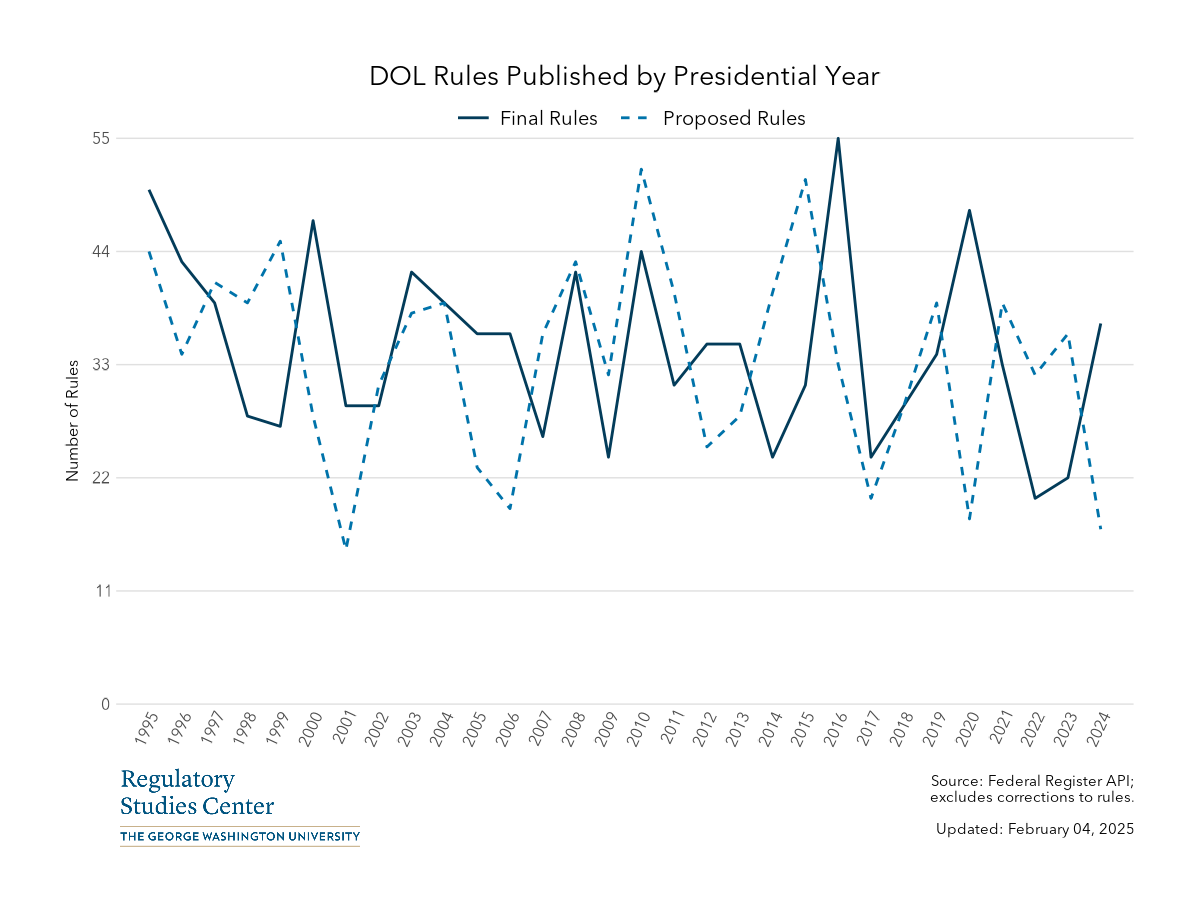 DOL Rules Published by Presidential Year
Final Rules Proposed Rules
55
44
33
22
11
0
Number of Rules
1995 1996 1997 1998 1999 2000 2001 2002 2003 2004 2005 2006 2007 2008 2009 2010 2011 2012 2013 2014 2015 2016 2017 2018 2019 2020 2021 2022 2023 2024
Regulatory
Studies Center
THE GEORGE WASHINGTON UNIVERSITY
Source: Federal Register API;
excludes corrections to rules.
Updated: February 04, 2025